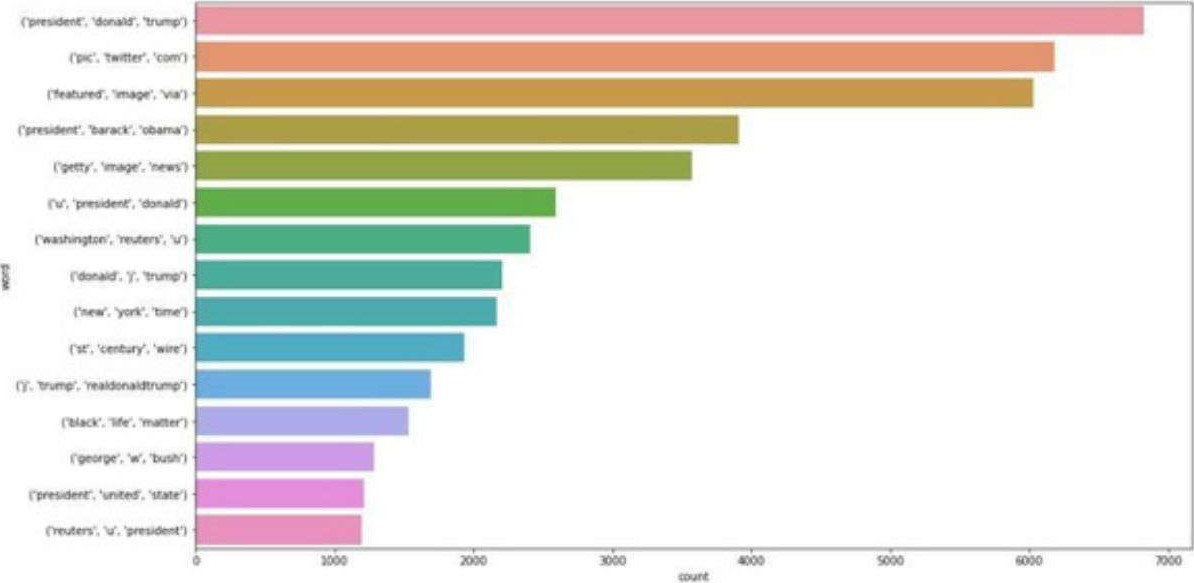 ('president', 'donald', 'trump')
('pic', 'twitter', 'com')
('featured', 'image', 'via')
('president', 'barack', 'obama')
('getty', 'image', 'news')
('u', 'president', 'donald')
('washington', 'reuters', 'u')
('donald', 'j', 'trump')
('new', 'york', 'time')
('st', 'century', 'wire')
('j', 'trump', 'realdonaldtrump')
('black', 'life', 'matter')
('george', 'w', 'bush')
('president', 'united', 'state')
('reuters', 'u', 'president')
word
0 1000 2000 3000 4000 5000 6000 7000
count